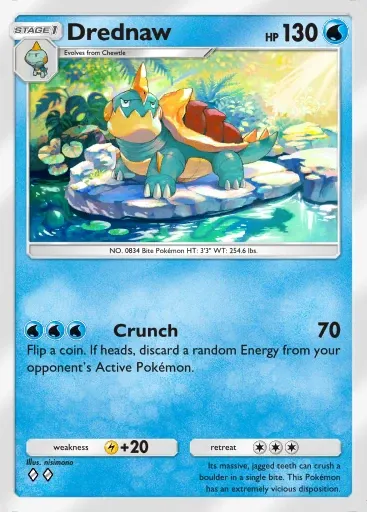 STAGE 1 Drednaw HP 130
Evolves from Chewtle
NO. 0834 Bite Pokémon HT: 3'3" WT: 254.6 lbs.
Crunch 70
Flip a coin. If heads, discard a random Energy from your
opponent's Active Pokémon.
weakness +20 retreat
Illus. nisimono
Its massive, jagged teeth can crush a
boulder in a single bite. This Pokémon
has an extremely vicious disposition.